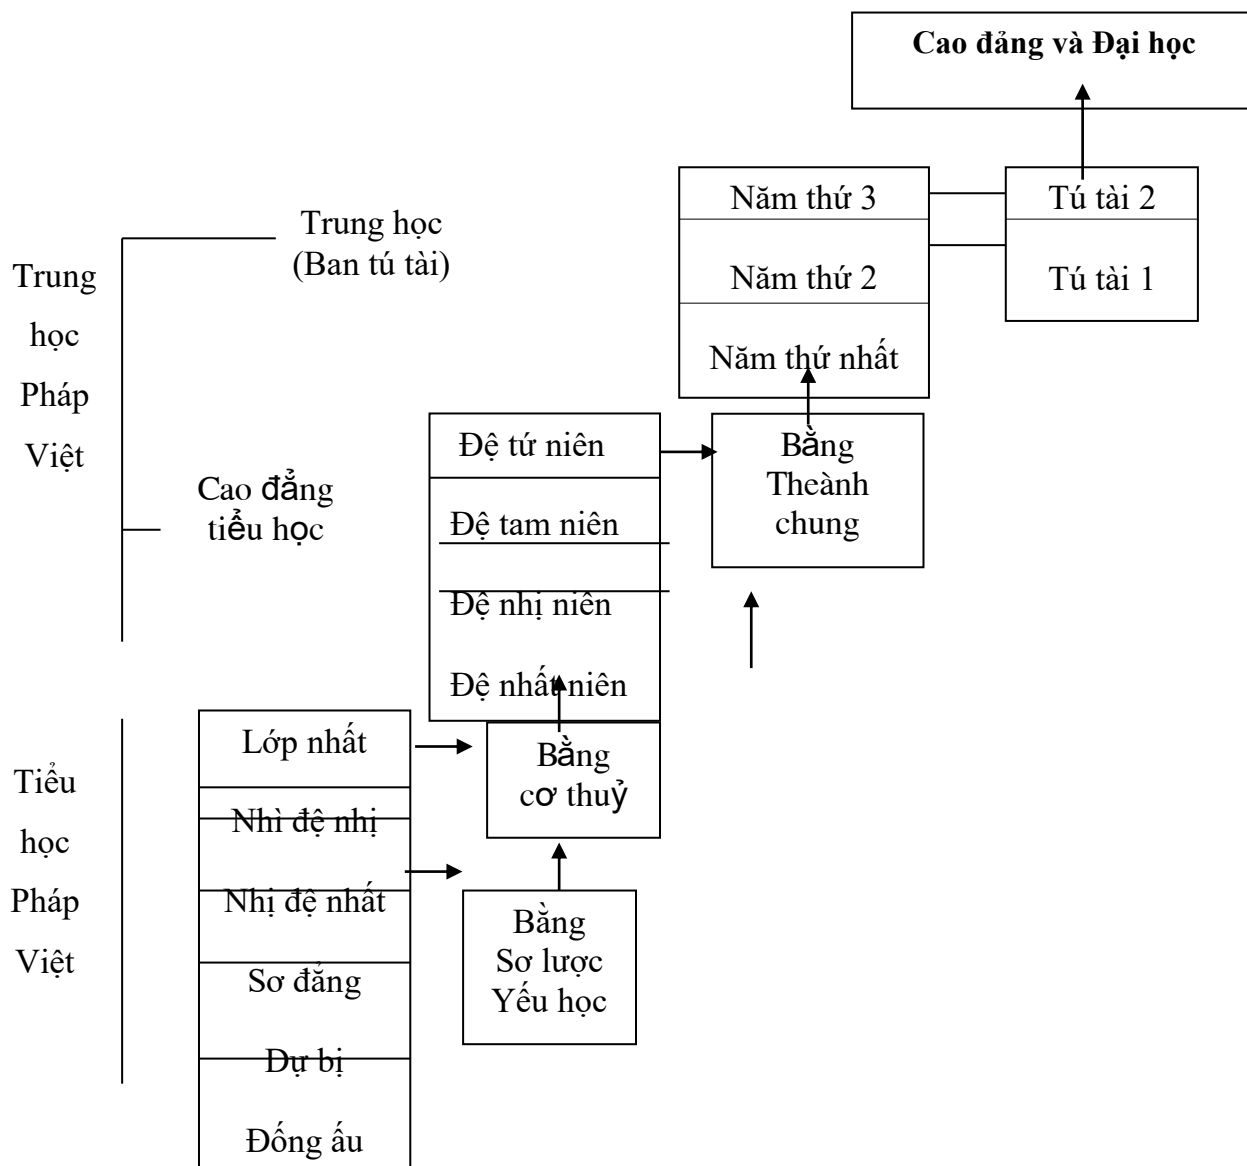 Cao đảng và Đại học
Năm thứ 3
Tú tài 2
Trung học
(Ban tú tài)
Trung
học
Pháp
Việt
Năm thứ 2
Tú tài 1
Năm thứ nhất
Đệ tứ niên
Bằng
Theành
chung
Cao đẳng
tiểu học
Đệ tam niên
Đệ nhị niên
Đệ nhất niên
Lớp nhất
Bằng
cơ thuỷ
Tiểu
học
Pháp
Việt
Nhì đệ nhị
Nhị đệ nhất
Bằng
Sơ lược
Yếu học
Sơ đẳng
Dự bị
Đống ấu